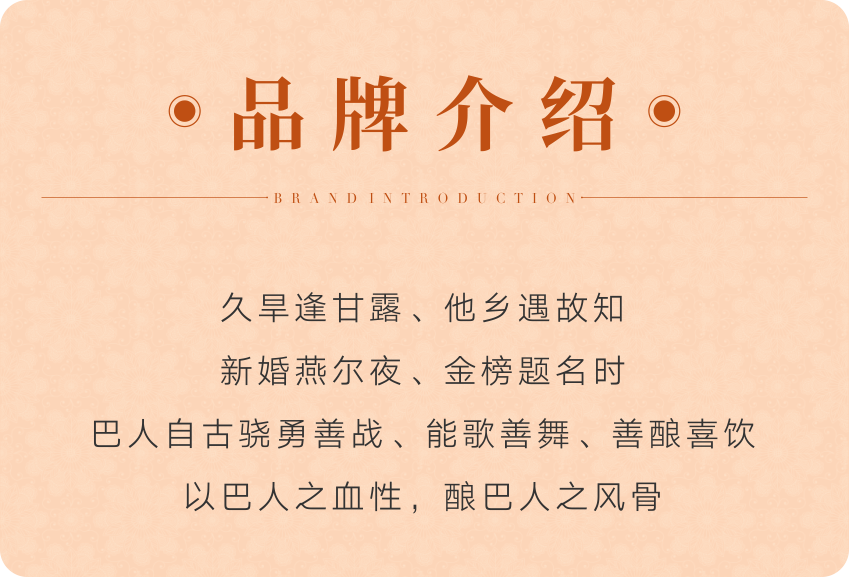 品牌介绍
BRAND INTRODUCTION
久旱逢甘露、他乡遇故知
新婚燕尔夜、金榜题名时
巴人自古骁勇善战、能歌善舞、善酿喜饮
以巴人之血性，酿巴人之风骨